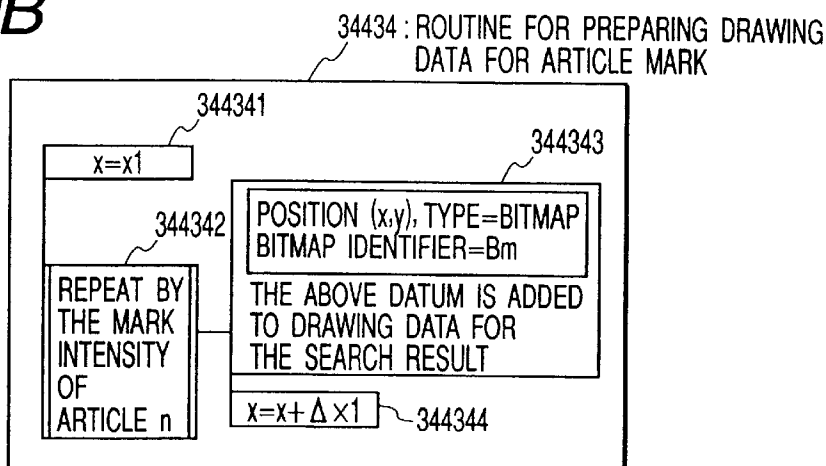 B
34434 : ROUTINE FOR PREPARING DRAWING
DATA FOR ARTICLE MARK
344341
x=x1
344343
POSITION (x,y), TYPE=BITMAP
BITMAP IDENTIFIER=Bm
THE ABOVE DATUM IS ADDED
TO DRAWING DATA FOR
THE SEARCH RESULT
344342
REPEAT BY
THE MARK
INTENSITY
OF
ARTICLE n
x=x+Δ×1
344344